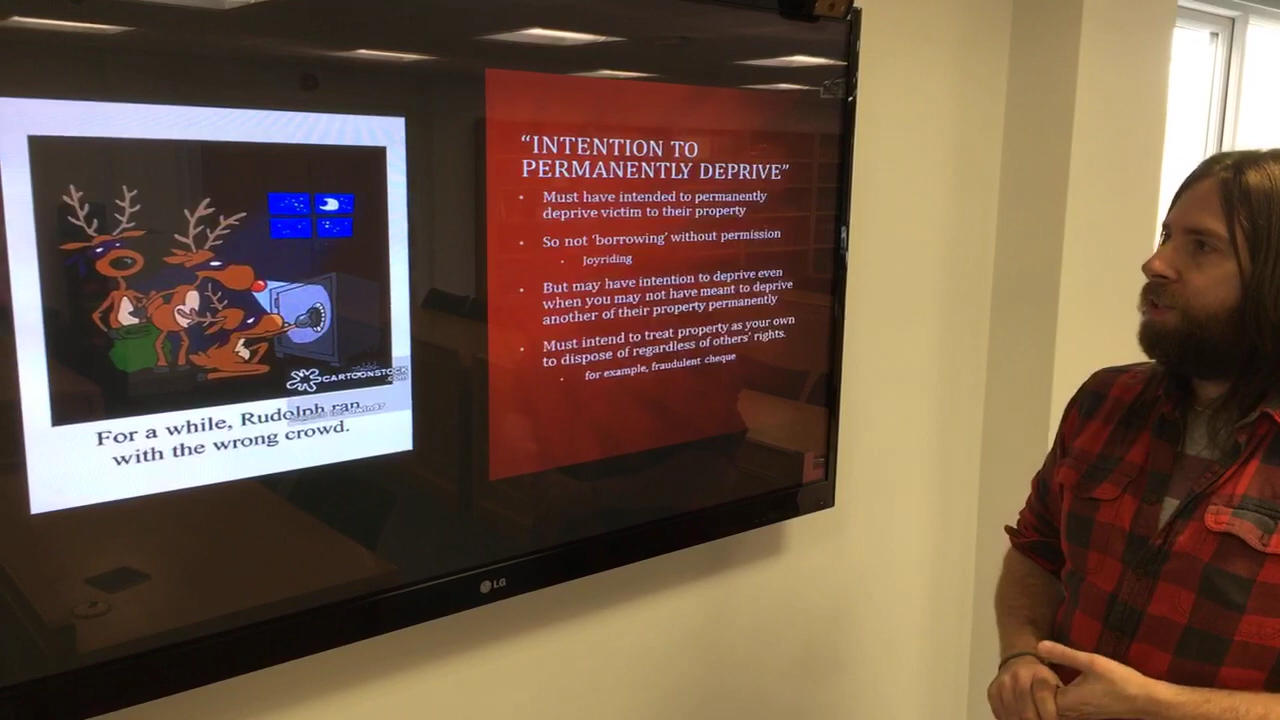 For a while, Rudolph ran
with the wrong crowd.
CARTOONSTOCK
.com
“INTENTION TO
PERMANENTLY DEPRIVE”
• Must have intended to permanently
deprive victim to their property
• So not ‘borrowing’ without permission
• Joyriding
• But may have intention to deprive even
when you may not have meant to deprive
another of their property permanently
• Must intend to treat property as your own
to dispose of regardless of others’ rights.
• for example, fraudulent cheque
LG